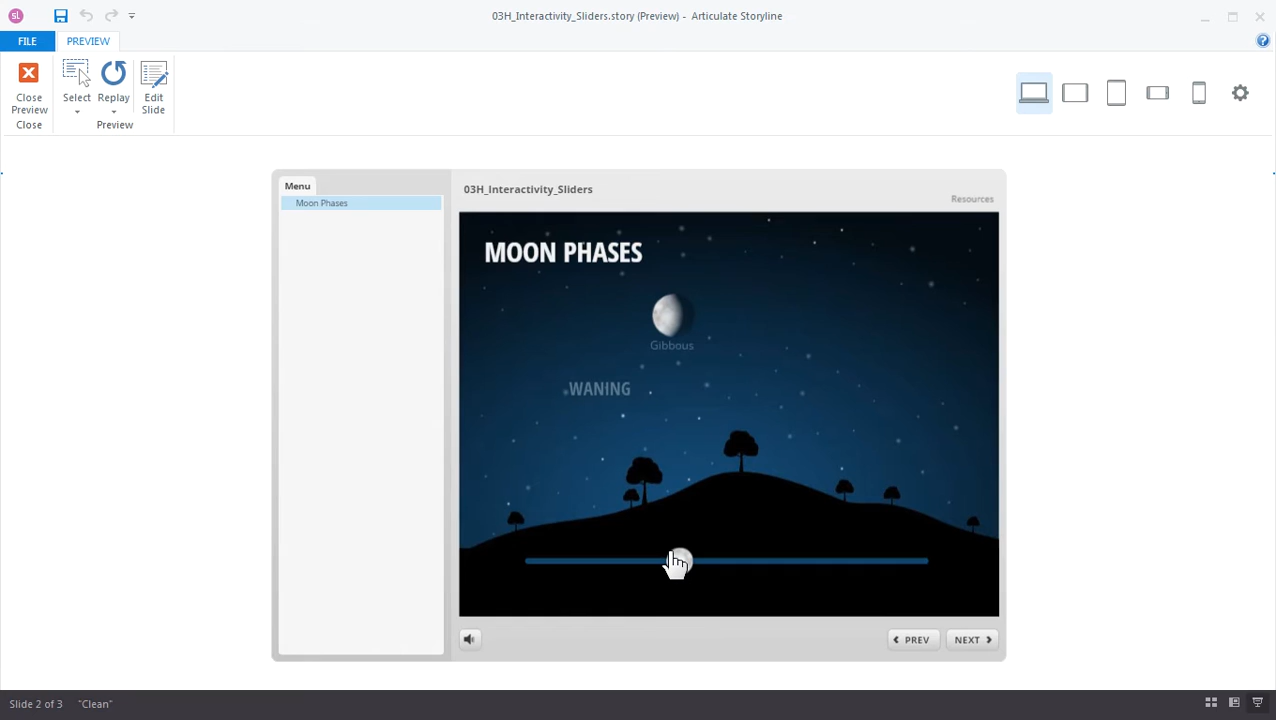 sl
03H_Interactivity_Sliders.story (Preview) - Articulate Storyline
FILE
PREVIEW
?
Close Preview
Select
Replay
Edit Slide
Close
Preview
Menu
Moon Phases
03H_Interactivity_Sliders
Resources
MOON PHASES
Gibbous
WANING
PREV
NEXT
Slide 2 of 3
"Clean"